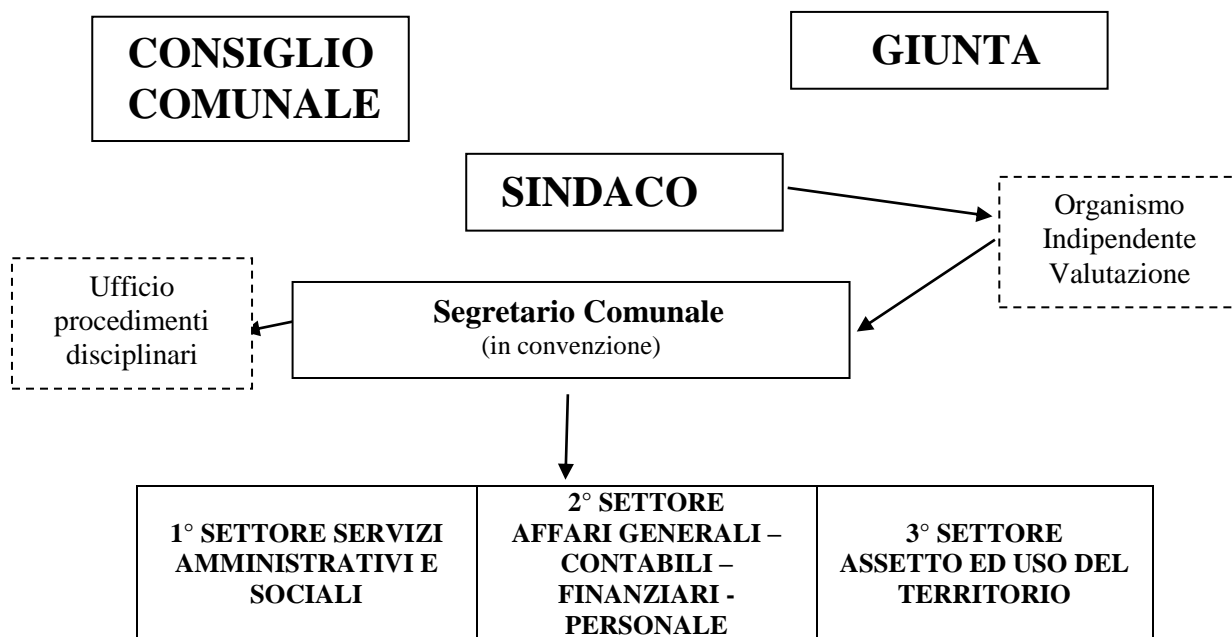 CONSIGLIO
COMUNALE
GIUNTA
SINDACO
Organismo
Indipendente
Valutazione
Ufficio
procedimenti
disciplinari
Segretario Comunale
(in convenzione)
1° SETTORE SERVIZI
AMMINISTRATIVI E
SOCIALI
2° SETTORE
AFFARI GENERALI –
CONTABILI –
FINANZIARI -
PERSONALE
3° SETTORE
ASSETTO ED USO DEL
TERRITORIO